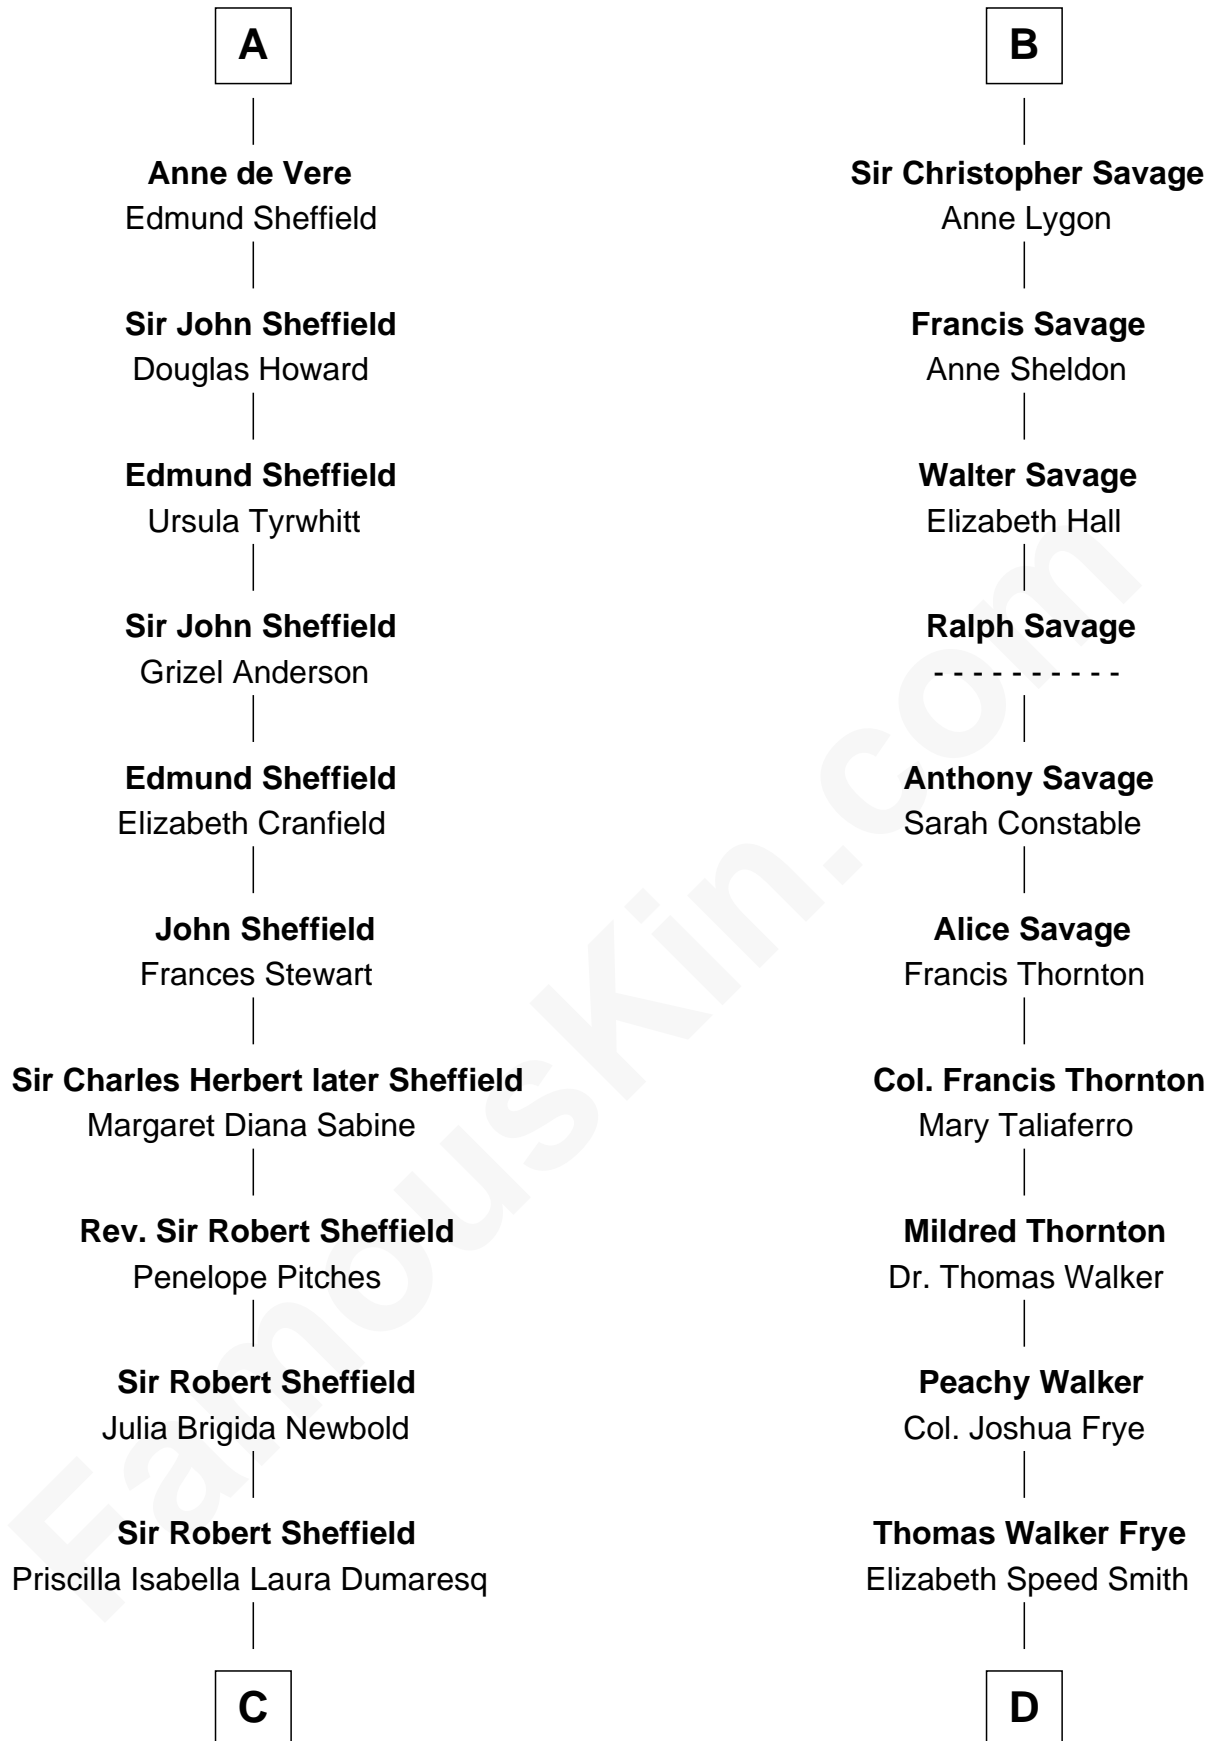 A
Anne de Vere
Edmund Sheffield
Sir John Sheffield
Douglas Howard
Edmund Sheffield
Ursula Tyrwhitt
Sir John Sheffield
Grizel Anderson
Edmund Sheffield
Elizabeth Cranfield
John Sheffield
Frances Stewart
Sir Charles Herbert later Sheffield
Margaret Diana Sabine
Rev. Sir Robert Sheffield
Penelope Pitches
Sir Robert Sheffield
Julia Brigida Newbold
Sir Robert Sheffield
Priscilla Isabella Laura Dumaresq
C
B
Sir Christopher Savage
Anne Lygon
Francis Savage
Anne Sheldon
Walter Savage
Elizabeth Hall
Ralph Savage
- - - - - - - - - -
Anthony Savage
Sarah Constable
Alice Savage
Francis Thornton
Col. Francis Thornton
Mary Taliaferro
Mildred Thornton
Dr. Thomas Walker
Peachy Walker
Col. Joshua Frye
Thomas Walker Frye
Elizabeth Speed Smith
D
FamousKin.com